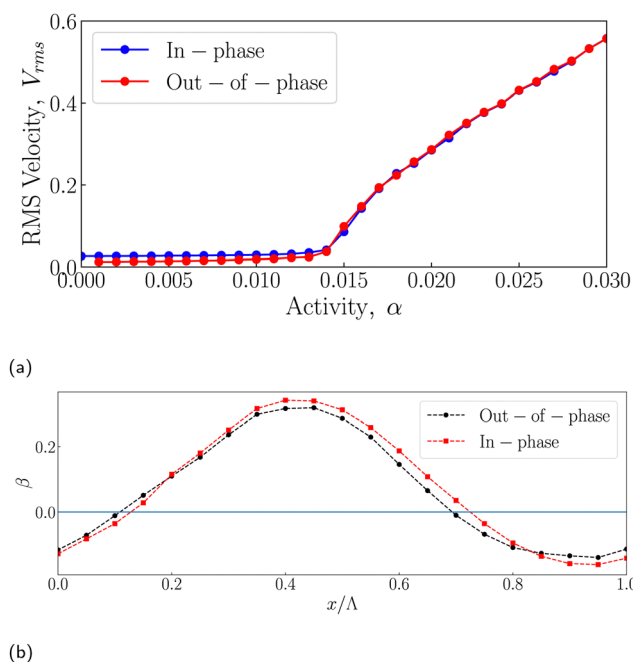 0.6
0.4
0.2
0.0
RMS Velocity, V_rms
In − phase
Out − of − phase
0.000 0.005 0.010 0.015 0.020 0.025 0.030
Activity, α
(a)
0.2
0.0
β
Out − of − phase
In − phase
0.0 0.2 0.4 0.6 0.8 1.0
x/Λ
(b)